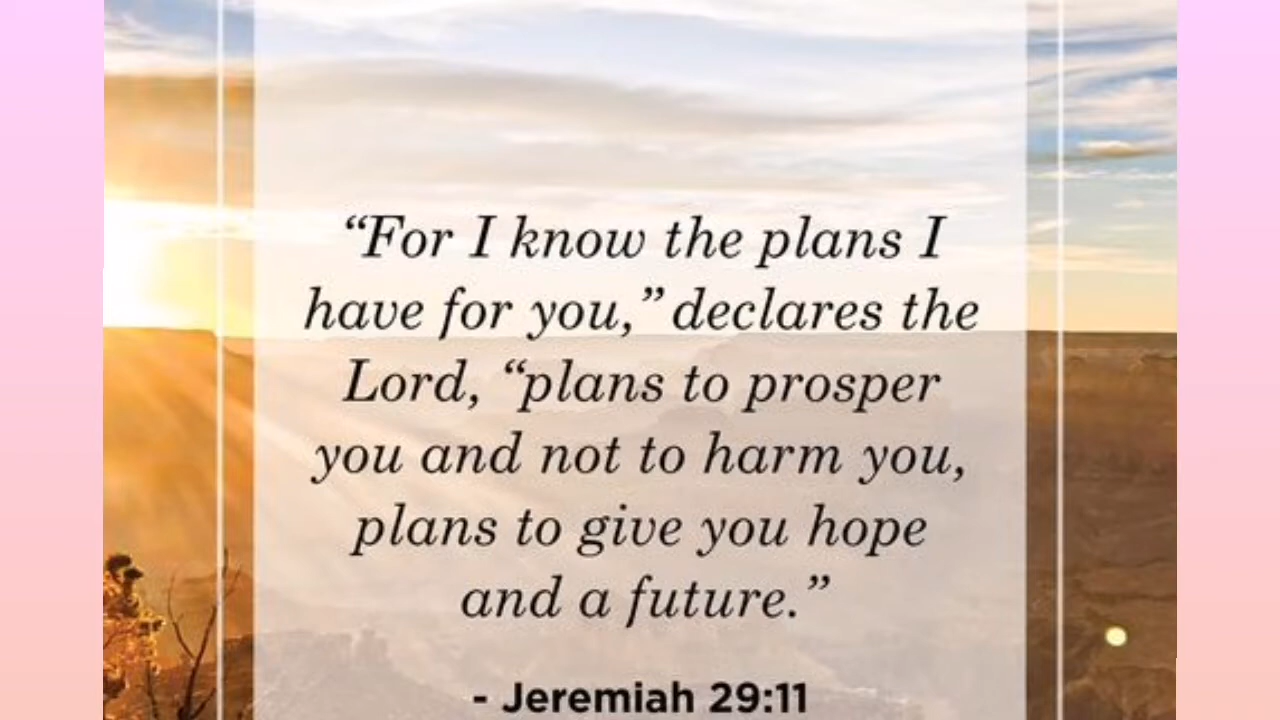 “For I know the plans I
have for you,” declares the
Lord, “plans to prosper
you and not to harm you,
plans to give you hope
and a future.”
- Jeremiah 29:11